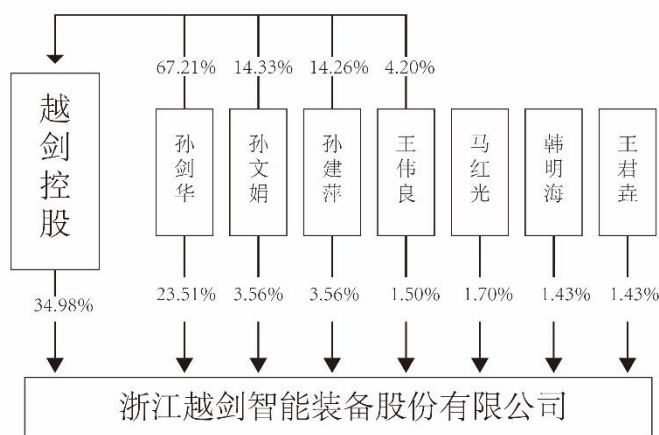 67.21% 14.33% 14.26% 4.20%
越剑控股
孙剑华
孙文娟
孙建萍
王伟良
马红光
韩明海
王君垚
34.98% 23.51% 3.56% 3.56% 1.50% 1.70% 1.43% 1.43%
浙江越剑智能装备股份有限公司